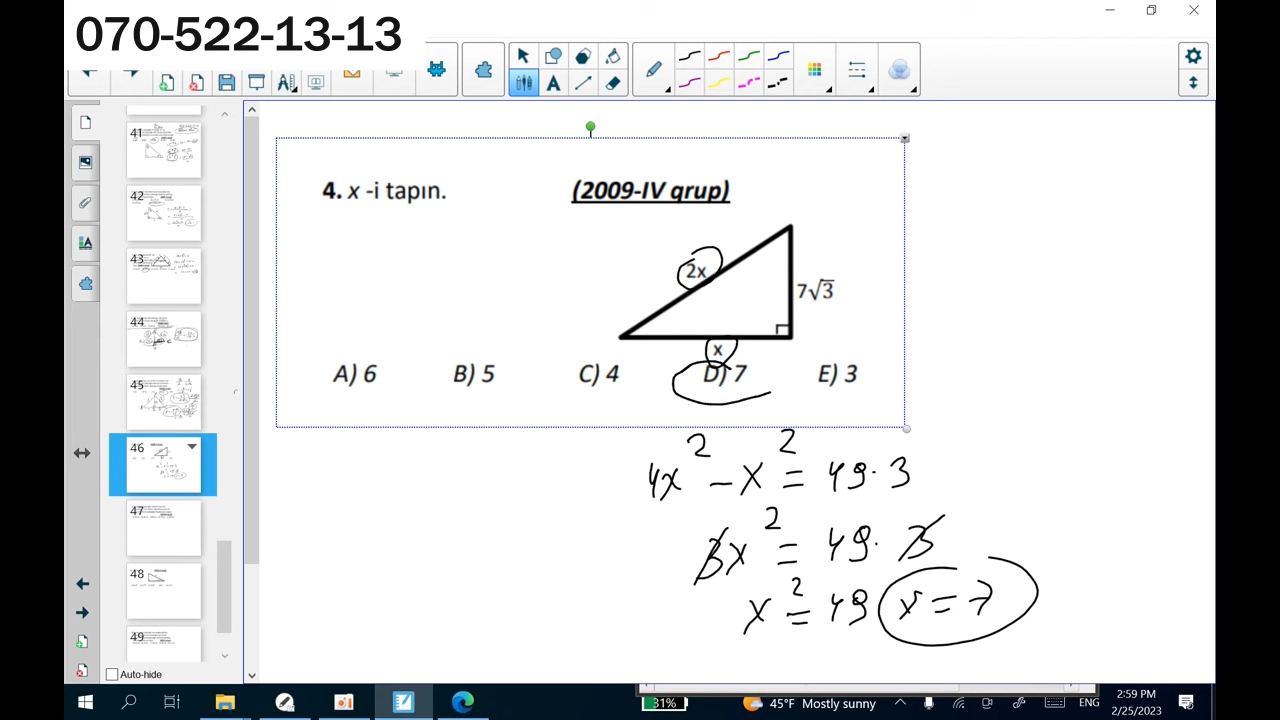 070-522-13-13
41
42
43
44
45
46
47
48
49
4. x -i tapın. (2009-IV qrup)
2x
7√3
x
A) 6 B) 5 C) 4 D) 7 E) 3
4x² - x² = 49·3
3x² = 49·3
x² = 49 x = 7
Auto-hide
31%
45°F Mostly sunny
ENG
2:59 PM
2/25/2023